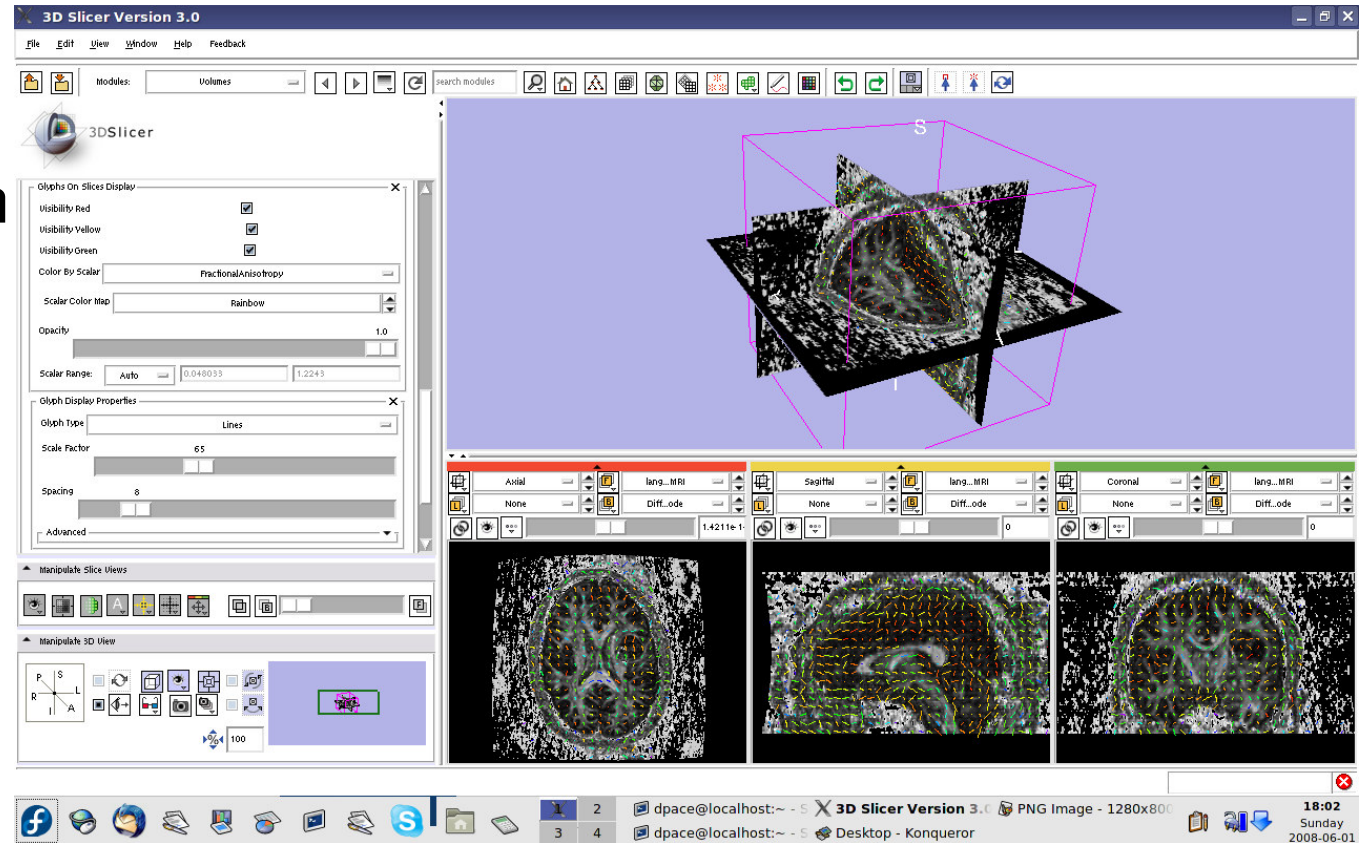 3D Slicer Version 3.0
File Edit View Window Help Feedback
Modules: Volumes search modules
3DSlicer
n
Glyphs On Slices Display
Visibility Red
Visibility Yellow
Visibility Green
Color By Scalar FractionalAnisotropy
Scalar Color Map Rainbow
Opacity 1.0
Scalar Range: Auto 0.048033 1.2243
Glyph Display Properties
Glyph Type Lines
Scale Factor 65
Spacing 8
Advanced
Manipulate Slice Views
Manipulate 3D View
P S
R L
I A
100
S
A
I
Axial lang...MRI
None Diff...ode
1.4211e-1
Sagittal lang...MRI
None Diff...ode
0
Coronal lang...MRI
None Diff...ode
0
1 2
3 4
dpace@localhost:~ - S
3D Slicer Version 3.0
PNG Image - 1280x800
dpace@localhost:~ - S
Desktop - Konqueror
18:02
Sunday
2008-06-01